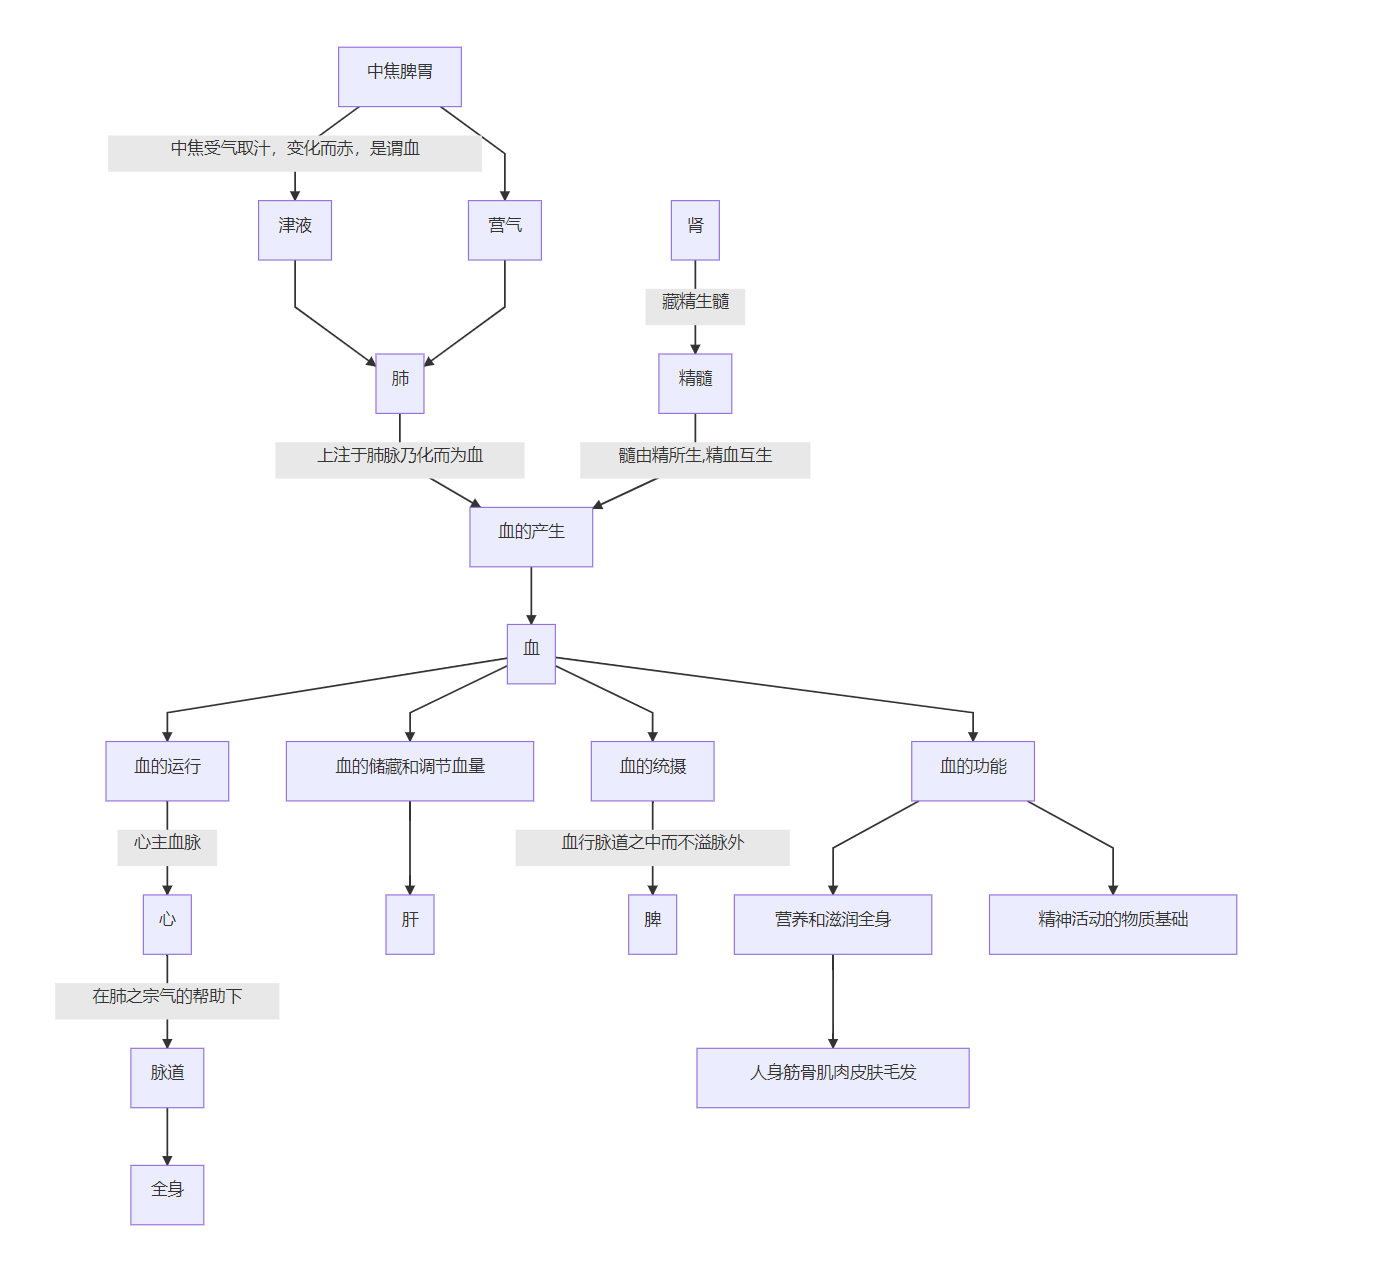 中焦脾胃
中焦受气取汁，变化而赤，是谓血
津液
营气
肾
藏精生髓
肺
精髓
上注于肺脉乃化而为血
髓由精所生,精血互生
血的产生
血
血的运行
血的储藏和调节血量
血的统摄
血的功能
心主血脉
血行脉道之中而不溢脉外
心
肝
脾
营养和滋润全身
精神活动的物质基础
在肺之宗气的帮助下
脉道
人身筋骨肌肉皮肤毛发
全身